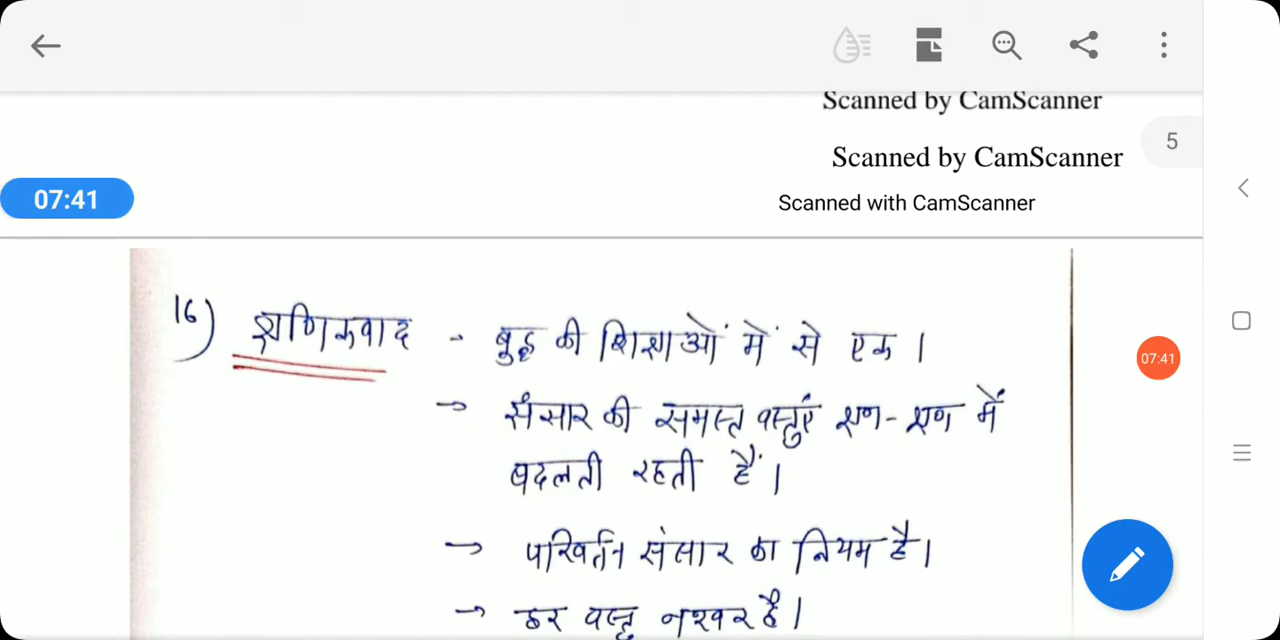 Scanned by CamScanner
Scanned by CamScanner
5
07:41
Scanned with CamScanner
16) क्षणिकवाद - बुद्ध की शिक्षाओं में से एक।
07:41
→ संसार की समस्त वस्तुएं क्षण-क्षण में
बदलती रहती हैं।
→ परिवर्तन संसार का नियम है।
→ हर वस्तु नश्वर है।